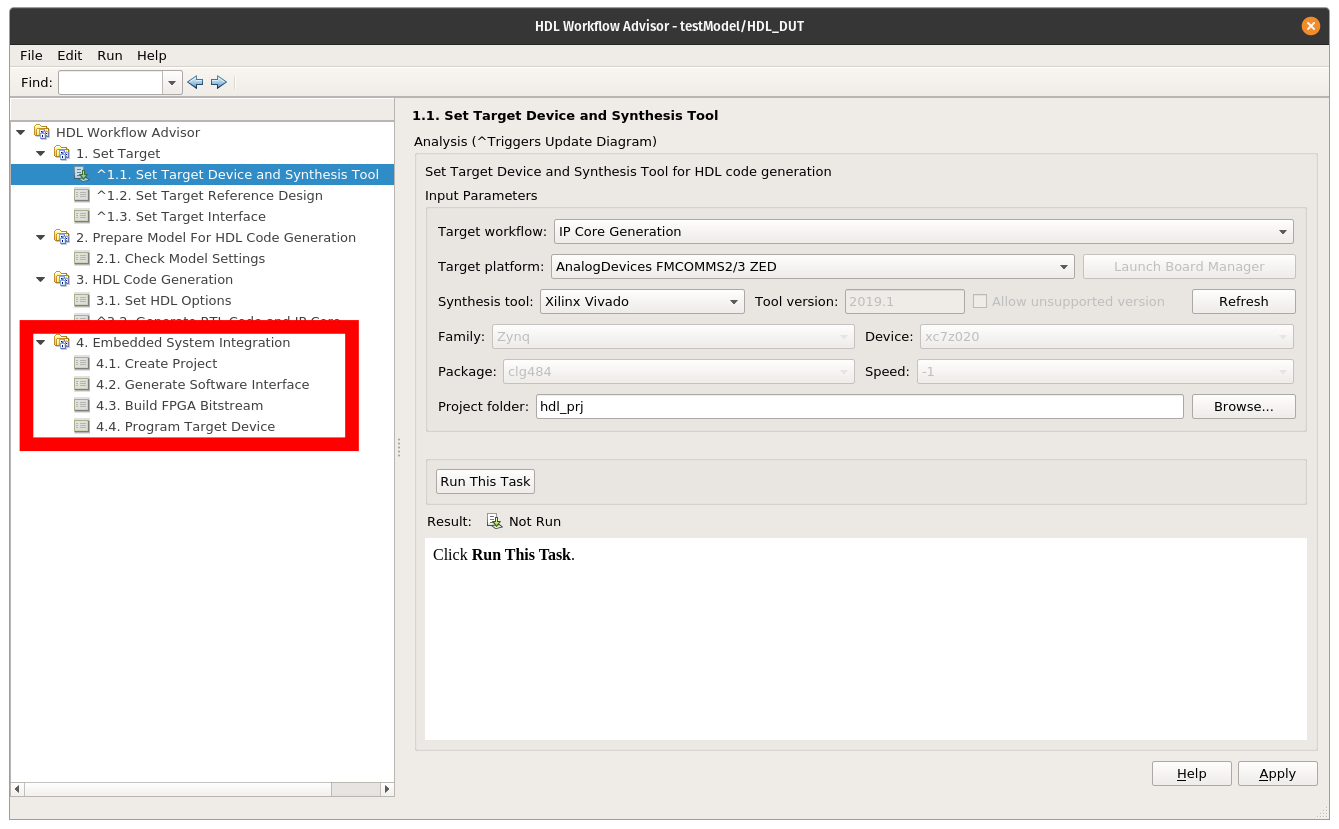 HDL Workflow Advisor - testModel/HDL_DUT
File Edit Run Help
Find:
HDL Workflow Advisor
1. Set Target
^1.1. Set Target Device and Synthesis Tool
^1.2. Set Target Reference Design
^1.3. Set Target Interface
2. Prepare Model For HDL Code Generation
2.1. Check Model Settings
3. HDL Code Generation
3.1. Set HDL Options
^3.2. Generate RTL Code and IP Core
4. Embedded System Integration
4.1. Create Project
4.2. Generate Software Interface
4.3. Build FPGA Bitstream
4.4. Program Target Device
1.1. Set Target Device and Synthesis Tool
Analysis (^Triggers Update Diagram)
Set Target Device and Synthesis Tool for HDL code generation
Input Parameters
Target workflow: IP Core Generation
Target platform: AnalogDevices FMCOMMS2/3 ZED Launch Board Manager
Synthesis tool: Xilinx Vivado Tool version: 2019.1 Allow unsupported version Refresh
Family: Zynq Device: xc7z020
Package: clg484 Speed: -1
Project folder: hdl_prj Browse...
Run This Task
Result: Not Run
Click Run This Task.
Help Apply